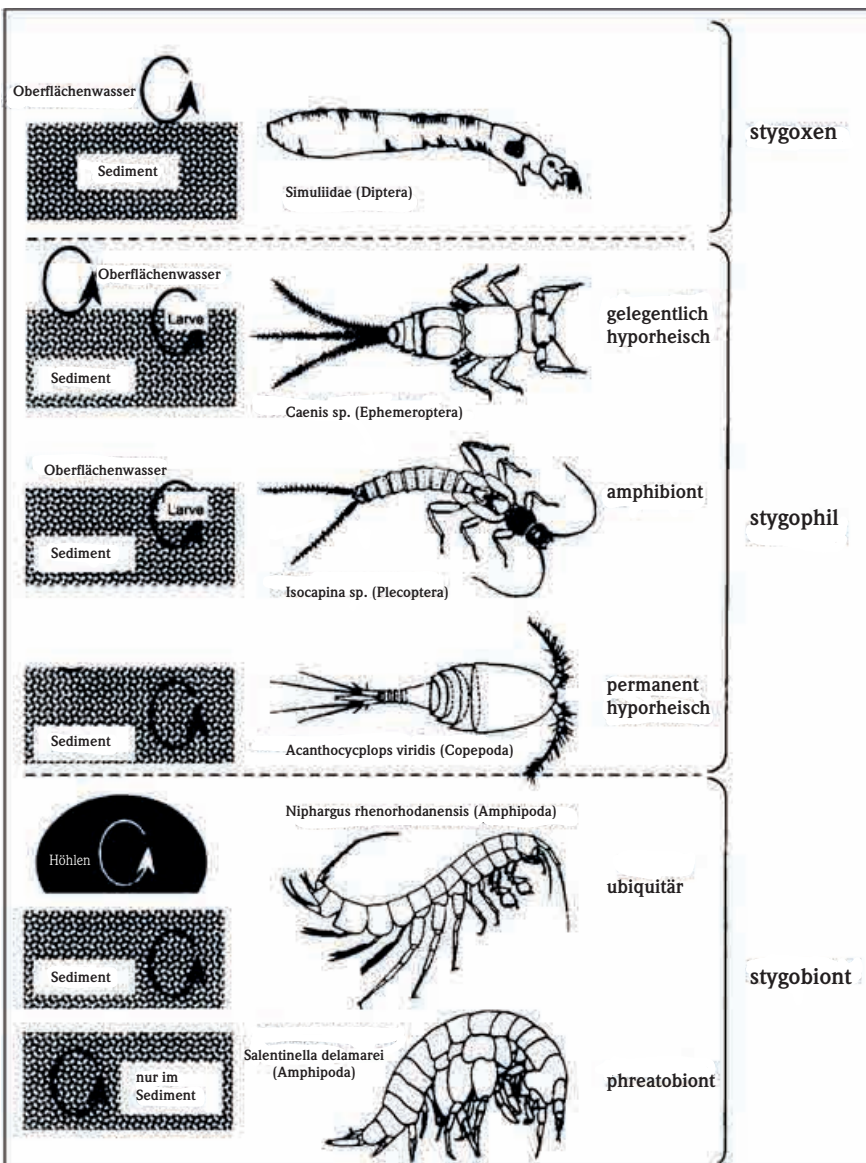 Oberflächenwasser
Sediment
Simuliidae (Diptera)
stygoxen
Oberflächenwasser
Larve
Sediment
Caenis sp. (Ephemeroptera)
gelegentlich
hyporheisch
Oberflächenwasser
Larve
Sediment
Isocapina sp. (Plecoptera)
amphibiont
stygophil
Sediment
Acanthocycplops viridis (Copepoda)
permanent
hyporheisch
Niphargus rhenorhodanensis (Amphipoda)
Höhlen
ubiquitär
Sediment
stygobiont
Salentinella delamarei
(Amphipoda)
nur im
Sediment
phreatobiont